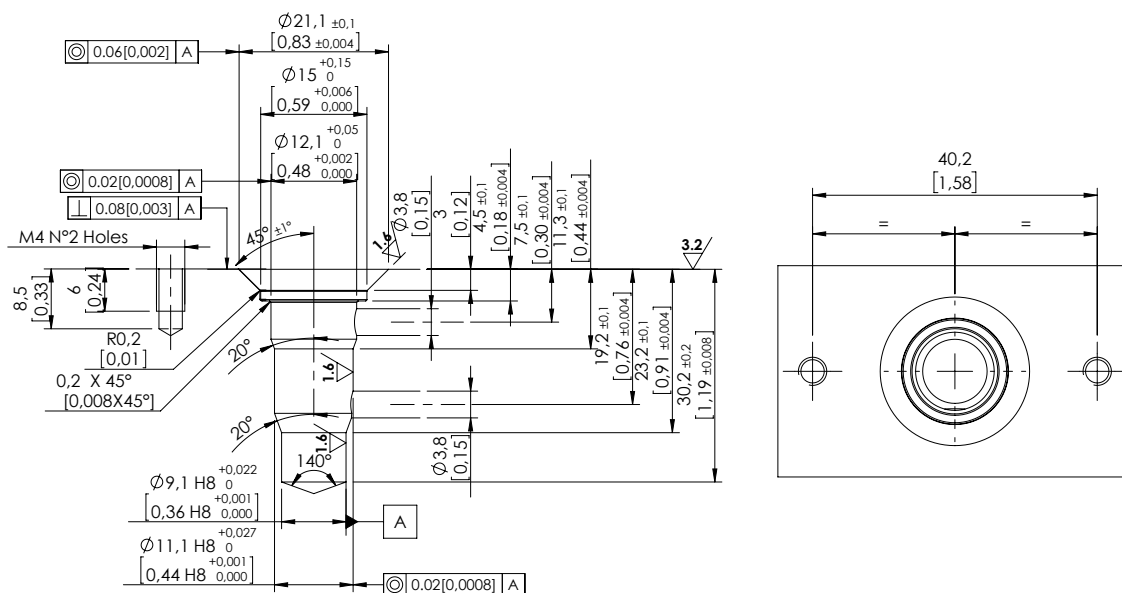 Ø21,1 ±0,1
[0,83 ±0,004]
◎ 0.06[0,002] A
Ø15 +0,15 0
[0,59 +0,006 0,000]
Ø12,1 +0,05 0
[0,48 +0,002 0,000]
◎ 0.02[0,0008] A
⊥ 0.08[0,003] A
M4 N°2 Holes
45° ±1°
1.6
Ø3,8
[0,15]
3
[0,12]
4,5 ±0,1
[0,18 ±0,004]
7,5 ±0,1
[0,30 ±0,004]
11,3 ±0,1
[0,44 ±0,004]
3.2
40,2
[1,58]
=
=
8,5
[0,33]
6
[0,24]
R0,2
[0,01]
0,2 X 45°
[0,008X45°]
20°
1.6
19,2 ±0,1
[0,76 ±0,004]
23,2 ±0,1
[0,91 ±0,004]
30,2 ±0,2
[1,19 ±0,008]
20°
1.6
140°
Ø3,8
[0,15]
Ø9,1 H8 +0,022 0
[0,36 H8 +0,001 0,000]
A
Ø11,1 H8 +0,027 0
[0,44 H8 +0,001 0,000]
◎ 0.02[0,0008] A